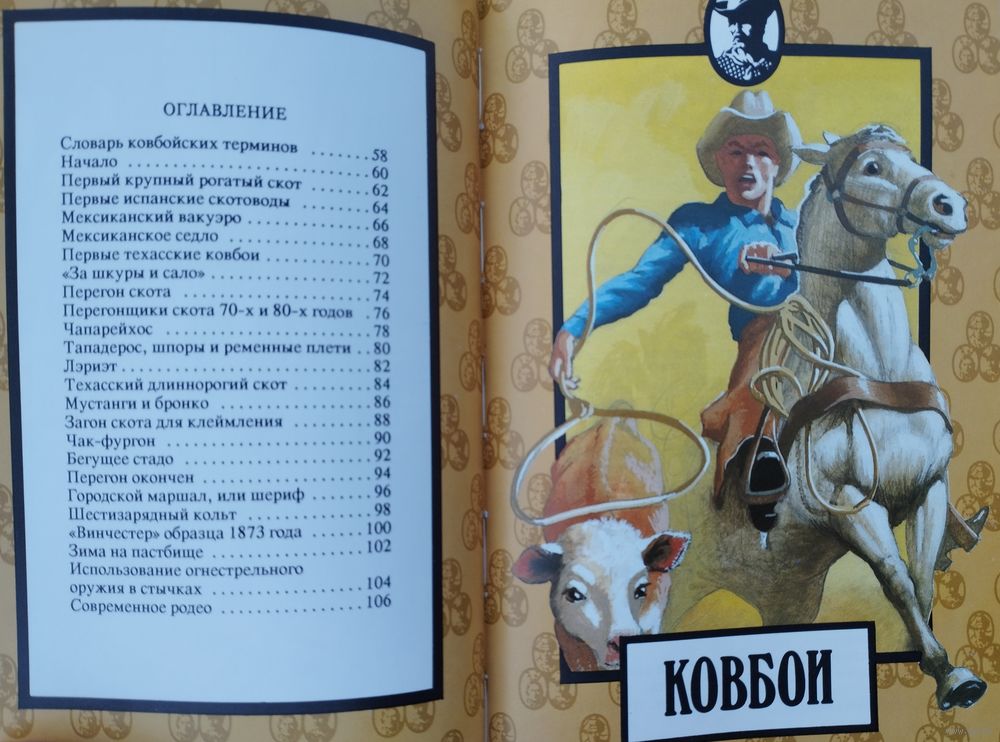 ОГЛАВЛЕНИЕ
Словарь ковбойских терминов ....... 58
Начало ....... 60
Первый крупный рогатый скот ....... 62
Первые испанские скотоводы ....... 64
Мексиканский вакуэро ....... 66
Мексиканское седло ....... 68
Первые техасские ковбои ....... 70
«За шкуры и сало» ....... 72
Перегон скота ....... 74
Перегонщики скота 70-х и 80-х годов . 76
Чапарейхос ....... 78
Тападерос, шпоры и ременные плети .. 80
Лэриэт ....... 82
Техасский длиннорогий скот ....... 84
Мустанги и бронко ....... 86
Загон скота для клеймления ....... 88
Чак-фургон ....... 90
Бегущее стадо ....... 92
Перегон окончен ....... 94
Городской маршал, или шериф ....... 96
Шестизарядный кольт ....... 98
«Винчестер» образца 1873 года ....... 100
Зима на пастбище ....... 102
Использование огнестрельного
оружия в стычках ....... 104
Современное родео ....... 106
КОВБОИ